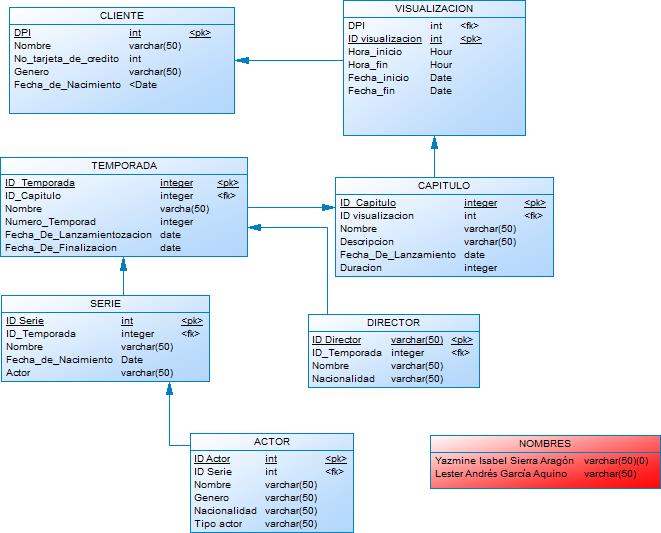 CLIENTE
DPI int <pk>
Nombre varchar(50)
No_tarjeta_de_credito int
Genero varchar(50)
Fecha_de_Nacimiento <Date
VISUALIZACION
DPI int <fk>
ID visualizacion int <pk>
Hora_inicio Hour
Hora_fin Hour
Fecha_inicio Date
Fecha_fin Date
TEMPORADA
ID_Temporada integer <pk>
ID_Capitulo integer <fk>
Nombre varcha(50)
Numero_Temporad integer
Fecha_De_Lanzamientozacion date
Fecha_De_Finalizacion date
CAPITULO
ID_Capitulo integer <pk>
ID visualizacion int <fk>
Nombre varchar(50)
Descripcion varchar(50)
Fecha_De_Lanzamiento date
Duracion integer
SERIE
ID Serie int <pk>
ID_Temporada integer <fk>
Nombre varchar(50)
Fecha_de_Nacimiento Date
Actor varchar(50)
DIRECTOR
ID Director varchar(50) <pk>
ID_Temporada integer <fk>
Nombre varchar(50)
Nacionalidad varchar(50)
ACTOR
ID Actor int <pk>
ID Serie int <fk>
Nombre varchar(50)
Genero varchar(50)
Nacionalidad varchar(50)
Tipo actor varchar(50)
NOMBRES
Yazmine Isabel Sierra Aragón varchar(50)(0)
Lester Andrés García Aquino varchar(50)